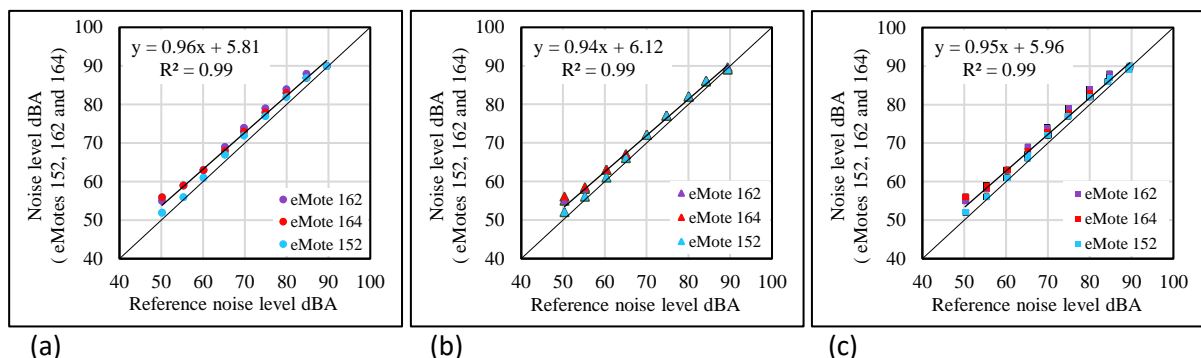 100
90
80
70
60
50
40
Noise level dBA
( eMotes 152, 162 and 164)
y = 0.96x + 5.81
R² = 0.99
eMote 162
eMote 164
eMote 152
40 50 60 70 80 90 100
Reference noise level dBA
(a)
100
90
80
70
60
50
40
Noise level dBA
( eMotes 152, 162 and 164)
y = 0.94x + 6.12
R² = 0.99
eMote 162
eMote 164
eMote 152
40 50 60 70 80 90 100
Reference noise level dBA
(b)
100
90
80
70
60
50
40
Noise level dBA
( eMotes 152, 162 and 164)
y = 0.95x + 5.96
R² = 0.99
eMote 162
eMote 164
eMote 152
40 50 60 70 80 90 100
Reference noise level dBA
(c)